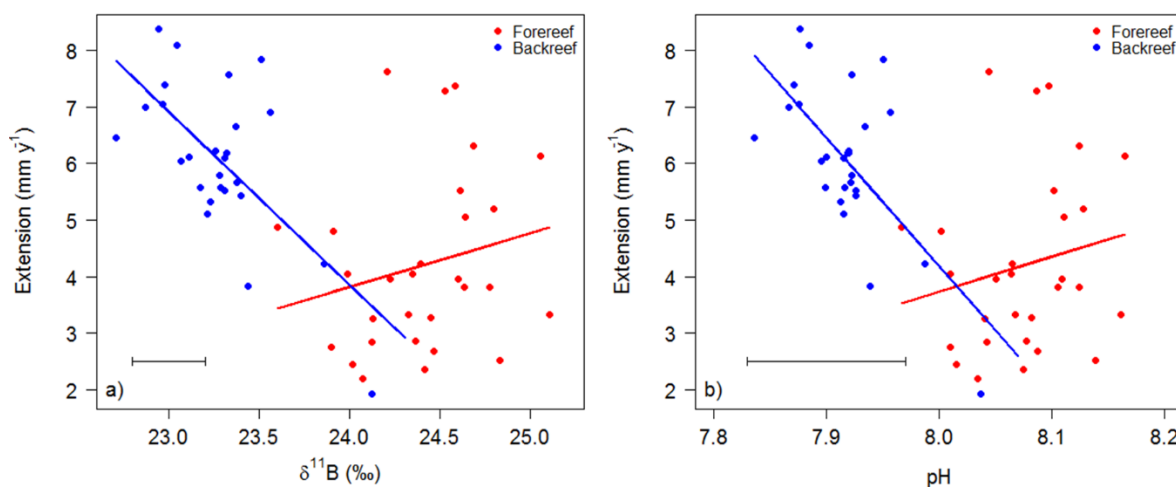 Forereef
Backreef
8
7
6
5
4
3
2
Extension (mm y⁻¹)
a)
23.0 23.5 24.0 24.5 25.0
δ¹¹B (‰)
Forereef
Backreef
8
7
6
5
4
3
2
Extension (mm y⁻¹)
b)
7.8 7.9 8.0 8.1 8.2
pH